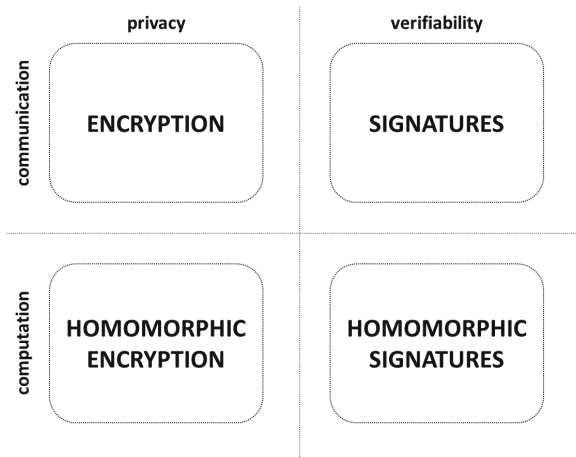 privacy
verifiability
communication
ENCRYPTION
SIGNATURES
computation
HOMOMORPHIC
ENCRYPTION
HOMOMORPHIC
SIGNATURES